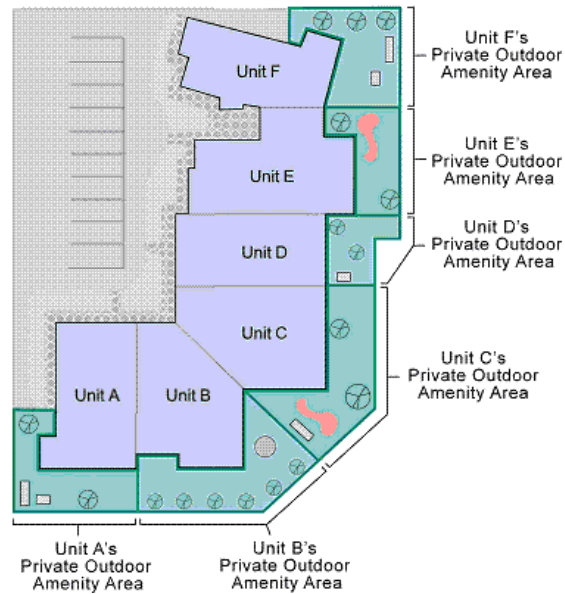 Unit F's
Private Outdoor
Amenity Area
Unit F
Unit E's
Private Outdoor
Amenity Area
Unit E
Unit D's
Private Outdoor
Amenity Area
Unit D
Unit C
Unit C's
Private Outdoor
Amenity Area
Unit A
Unit B
Unit A's
Private Outdoor
Amenity Area
Unit B's
Private Outdoor
Amenity Area